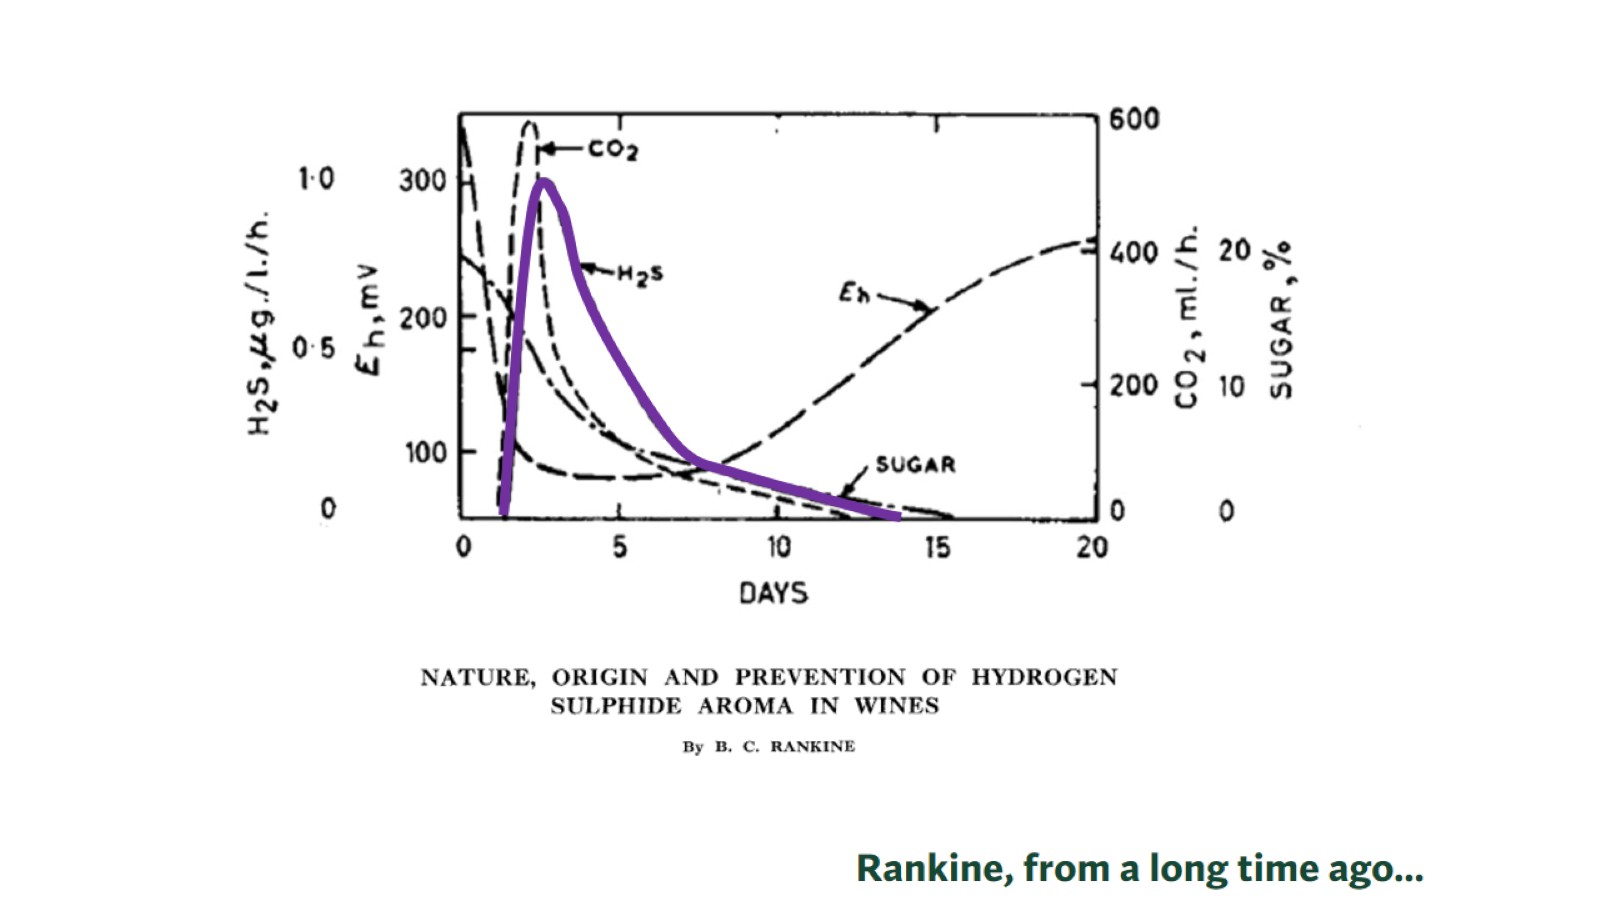 600
CO2
1·0
300
H2S
400
20
Eh
H2S, µg./l./h.
Eh, mV
CO2, ml./h.
SUGAR, %
200
0·5
200
10
100
SUGAR
0
0
0
0
5
10
15
20
DAYS
NATURE, ORIGIN AND PREVENTION OF HYDROGEN
SULPHIDE AROMA IN WINES
By B. C. RANKINE
Rankine, from a long time ago...